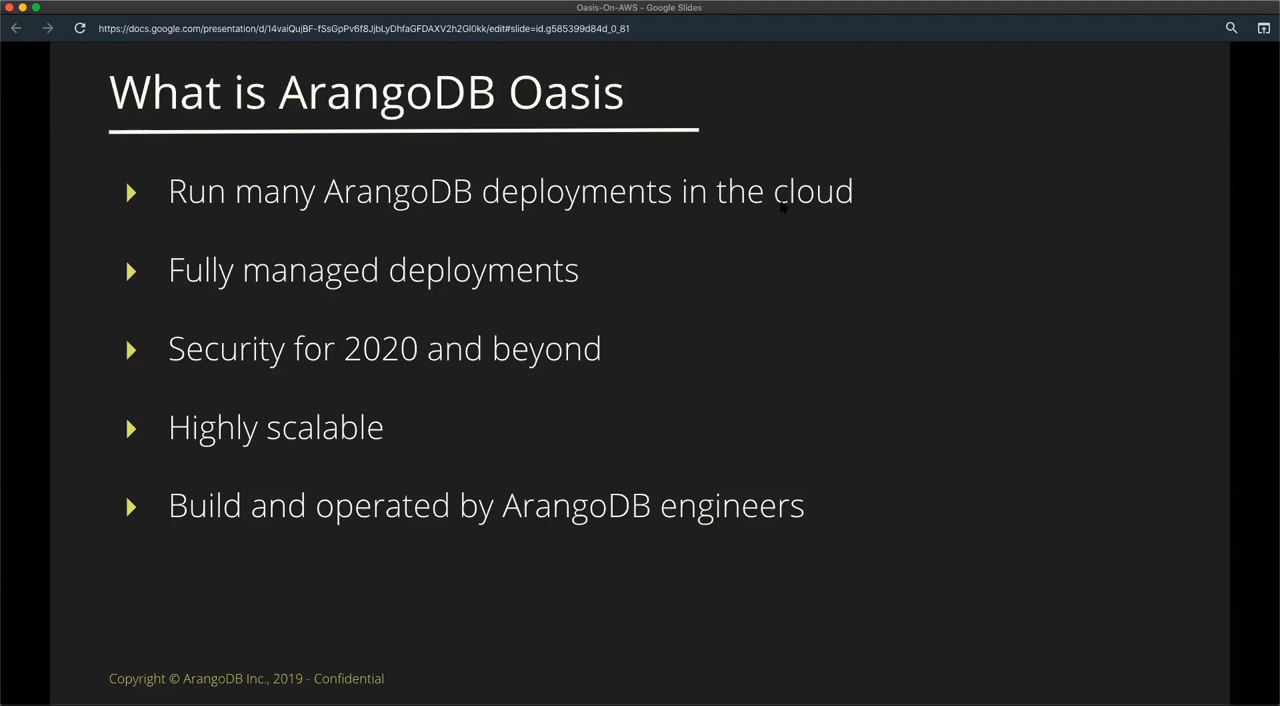 Oasis-On-AWS - Google Slides
https://docs.google.com/presentation/d/14vaiQujBF-fSsGpPv6f8JjbLyDhfaGFDAXV2h2Gl0kk/edit#slide=id.g585399d84d_0_81
What is ArangoDB Oasis
Run many ArangoDB deployments in the cloud
Fully managed deployments
Security for 2020 and beyond
Highly scalable
Build and operated by ArangoDB engineers
Copyright © ArangoDB Inc., 2019 - Confidential